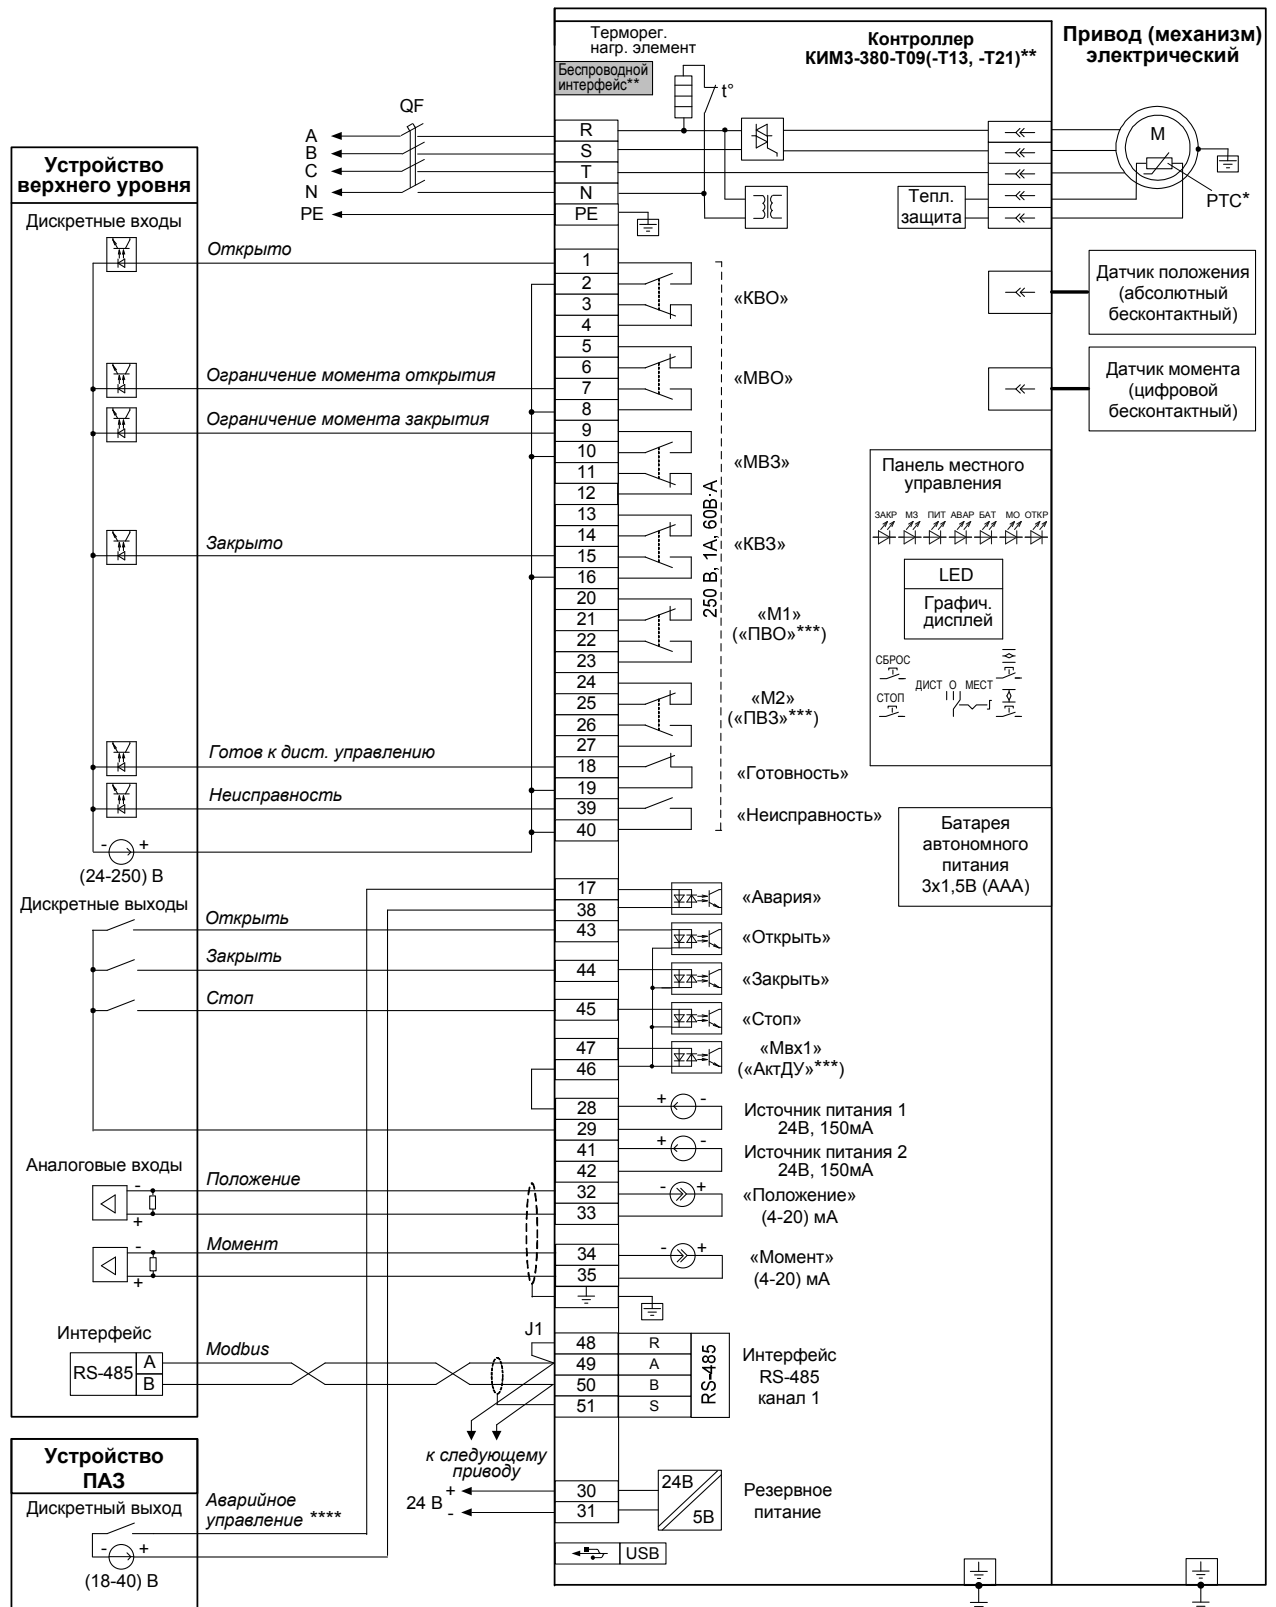 Терморег.
нагр. элемент
Беспроводной
интерфейс**
Контроллер
КИМ3-380-Т09(-Т13, -Т21)**
Привод (механизм)
электрический
t°
QF
A
B
C
N
PE
R
S
T
N
PE
Тепл.
защита
M
PTC*
Устройство
верхнего уровня
Дискретные входы
Открыто
Ограничение момента открытия
Ограничение момента закрытия
Закрыто
Готов к дист. управлению
Неисправность
- +
(24-250) В
1
2
3
4
«КВО»
5
6
7
8
«МВО»
9
10
11
12
«МВЗ»
13
14
15
16
«КВЗ»
20
21
22
23
«М1»
(«ПВО»***)
24
25
26
27
«М2»
(«ПВЗ»***)
18
19
«Готовность»
39
40
«Неисправность»
250 В, 1А, 60В·А
Датчик положения
(абсолютный
бесконтактный)
Датчик момента
(цифровой
бесконтактный)
Панель местного
управления
ЗАКР МЗ ПИТ АВАР БАТ МО ОТКР
LED
Графич.
дисплей
СБРОС
СТОП
ДИСТ О МЕСТ
Батарея
автономного
питания
3х1,5В (ААА)
Дискретные выходы
Открыть
Закрыть
Стоп
17
38
«Авария»
43
«Открыть»
44
«Закрыть»
45
«Стоп»
47
46
«Мвх1»
(«АктДУ»***)
28
29
+ -
Источник питания 1
24В, 150мА
41
42
+ -
Источник питания 2
24В, 150мА
Аналоговые входы
-
+
Положение
32
33
- +
«Положение»
(4-20) мА
-
+
Момент
34
35
- +
«Момент»
(4-20) мА
Интерфейс
RS-485
A
B
Modbus
J1
48
49
50
51
R
A
B
S
RS-485
Интерфейс
RS-485
канал 1
к следующему
приводу
Устройство
ПАЗ
Дискретный выход
Аварийное
управление ****
- +
(18-40) В
24 В
+
-
30
31
24В
5В
Резервное
питание
USB